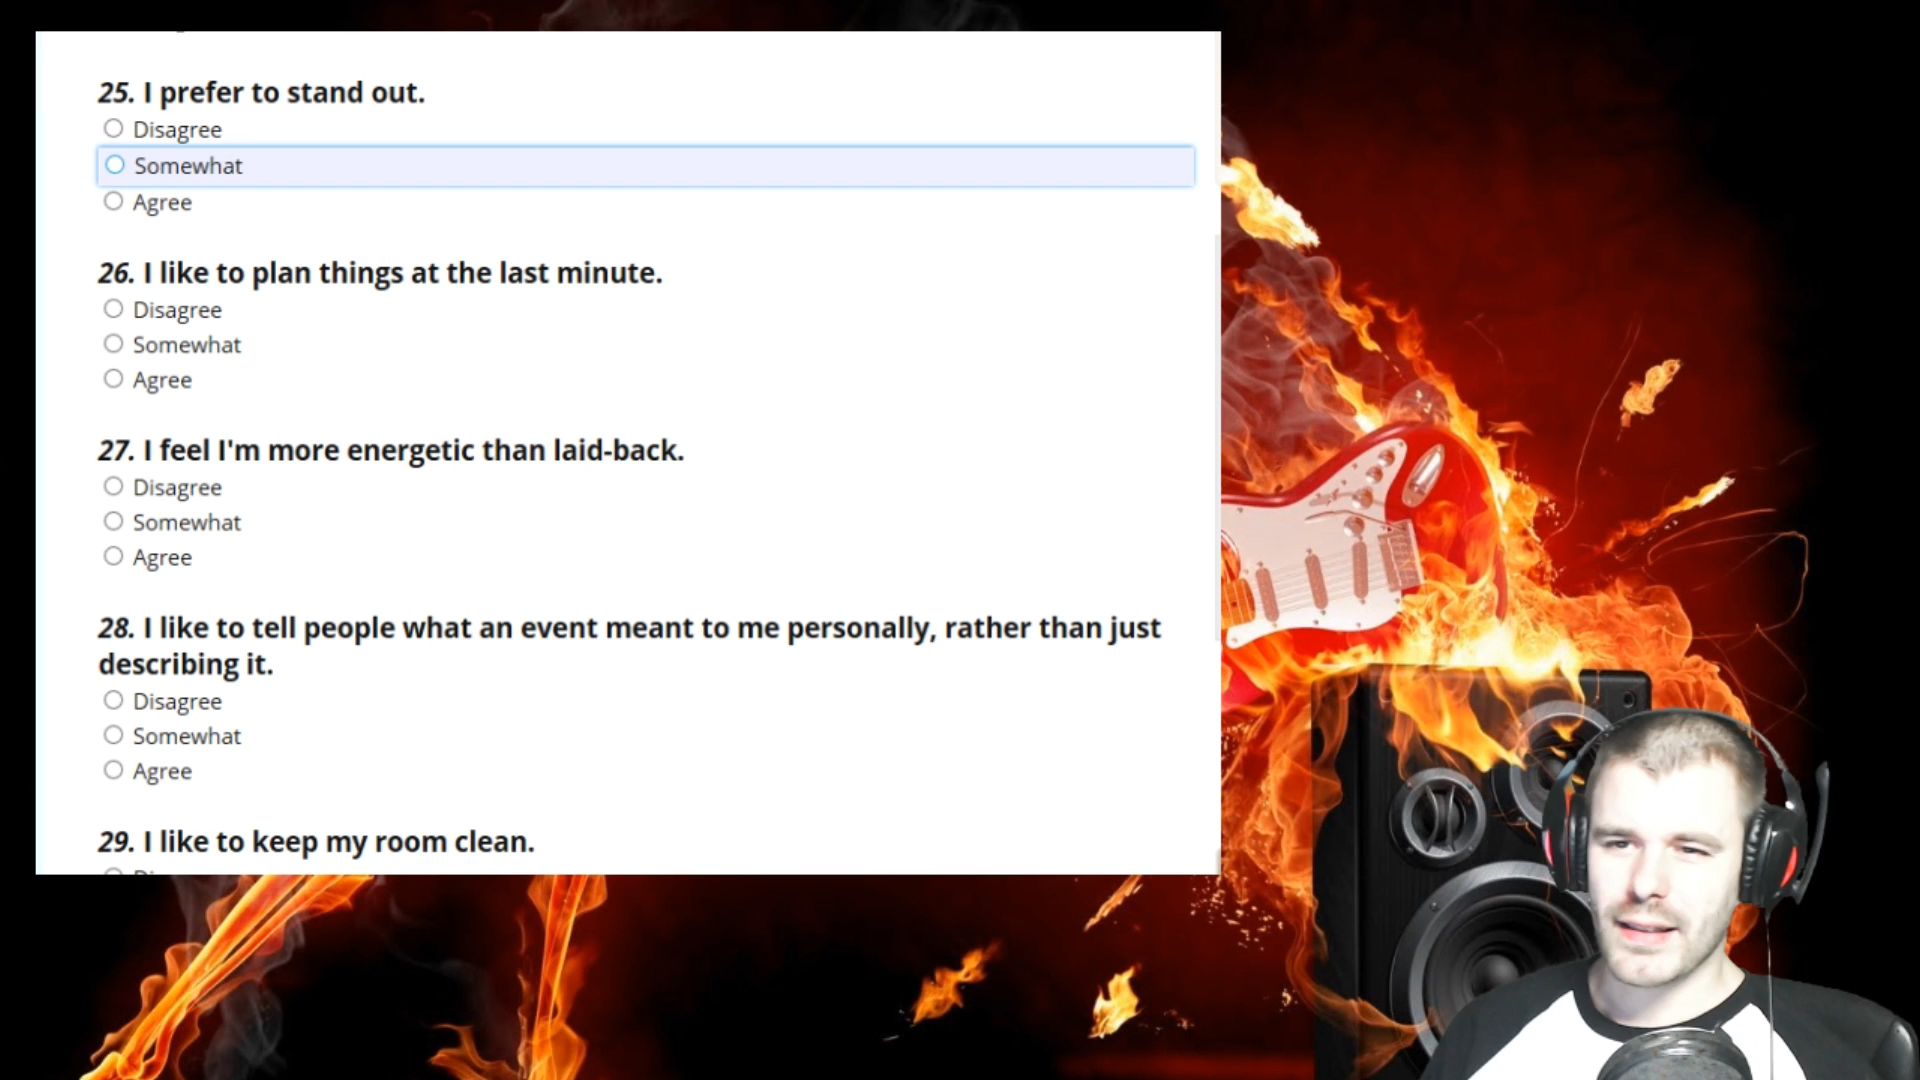 25. I prefer to stand out.
Disagree
Somewhat
Agree
26. I like to plan things at the last minute.
Disagree
Somewhat
Agree
27. I feel I'm more energetic than laid-back.
Disagree
Somewhat
Agree
28. I like to tell people what an event meant to me personally, rather than just
describing it.
Disagree
Somewhat
Agree
29. I like to keep my room clean.